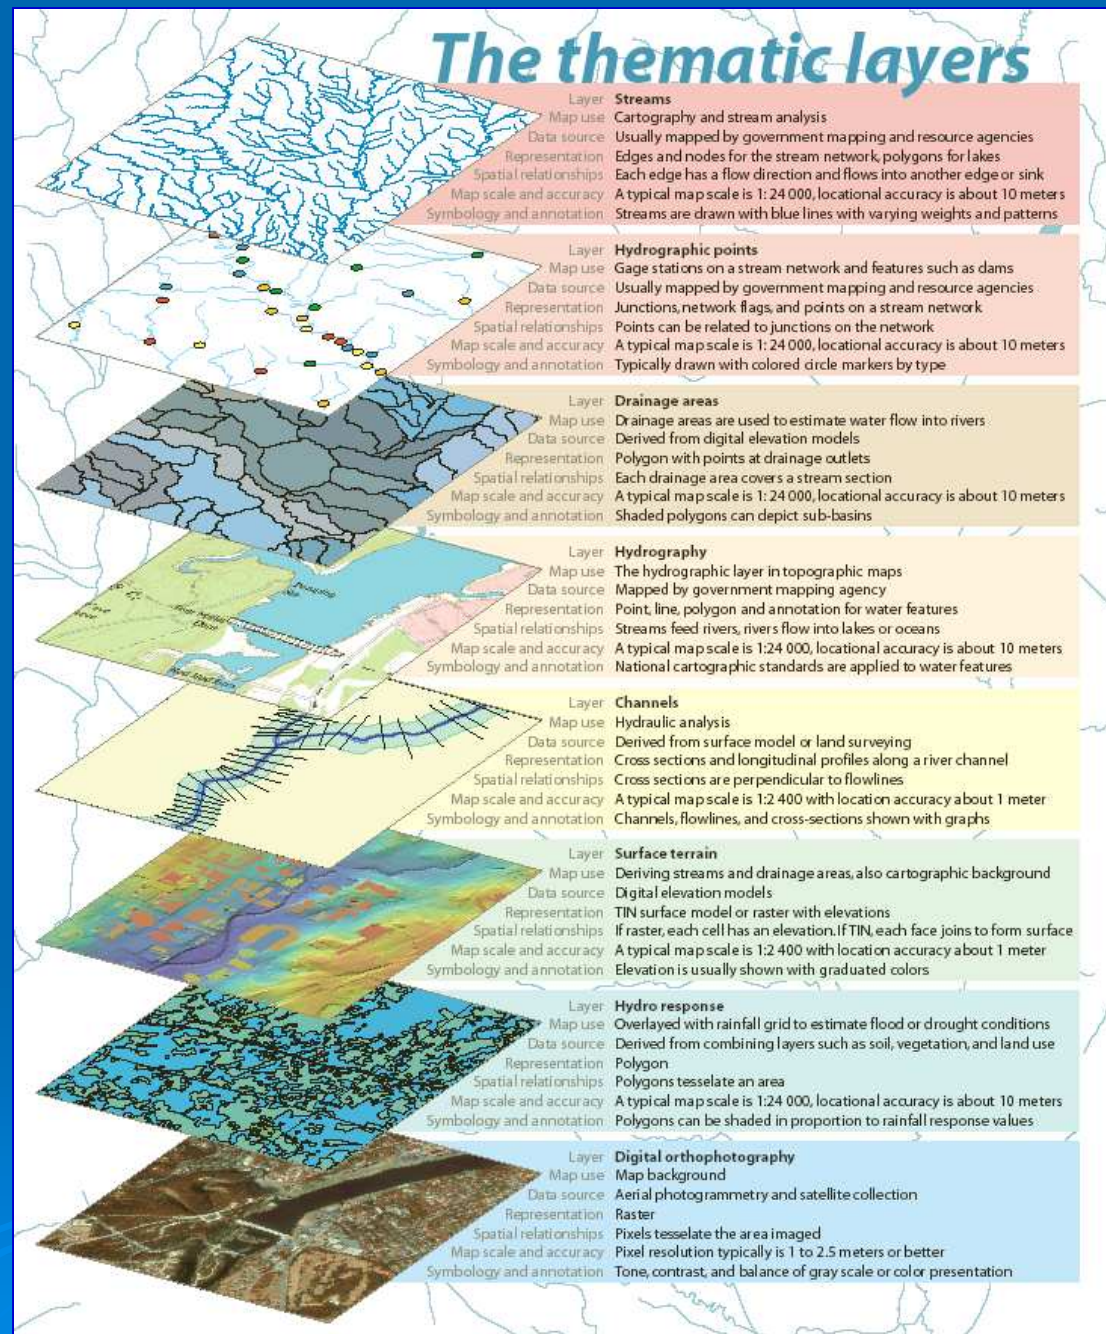 The thematic layers
Layer Streams
Map use Cartography and stream analysis
Data source Usually mapped by government mapping and resource agencies
Representation Edges and nodes for the stream network, polygons for lakes
Spatial relationships Each edge has a flow direction and flows into another edge or sink
Map scale and accuracy A typical map scale is 1: 24 000, locational accuracy is about 10 meters
Symbology and annotation Streams are drawn with blue lines with varying weights and patterns
Layer Hydrographic points
Map use Gage stations on a stream network and features such as dams
Data source Usually mapped by government mapping and resource agencies
Representation Junctions, network flags, and points on a stream network
Spatial relationships Points can be related to junctions on the network
Map scale and accuracy A typical map scale is 1: 24 000, locational accuracy is about 10 meters
Symbology and annotation Typically drawn with colored circle markers by type
Layer Drainage areas
Map use Drainage areas are used to estimate water flow into rivers
Data source Derived from digital elevation models
Representation Polygon with points at drainage outlets
Spatial relationships Each drainage area covers a stream section
Map scale and accuracy A typical map scale is 1: 24 000, locational accuracy is about 10 meters
Symbology and annotation Shaded polygons can depict sub-basins
Layer Hydrography
Map use The hydrographic layer in topographic maps
Data source Mapped by government mapping agency
Representation Point, line, polygon and annotation for water features
Spatial relationships Streams feed rivers, rivers flow into lakes or oceans
Map scale and accuracy A typical map scale is 1:24 000, locational accuracy is about 10 meters
Symbology and annotation National cartographic standards are applied to water features
Layer Channels
Map use Hydraulic analysis
Data source Derived from surface model or land surveying
Representation Cross sections and longitudinal profiles along a river channel
Spatial relationships Cross sections are perpendicular to flowlines
Map scale and accuracy A typical map scale is 1:2 400 with location accuracy about 1 meter
Symbology and annotation Channels, flowlines, and cross-sections shown with graphs
Layer Surface terrain
Map use Deriving streams and drainage areas, also cartographic background
Data source Digital elevation models
Representation TIN surface model or raster with elevations
Spatial relationships If raster, each cell has an elevation. If TIN, each face joins to form surface
Map scale and accuracy A typical map scale is 1:2 400 with location accuracy about 1 meter
Symbology and annotation Elevation is usually shown with graduated colors
Layer Hydro response
Map use Overlayed with rainfall grid to estimate flood or drought conditions
Data source Derived from combining layers such as soil, vegetation, and land use
Representation Polygon
Spatial relationships Polygons tesselate an area
Map scale and accuracy A typical map scale is 1:24 000, locational accuracy is about 10 meters
Symbology and annotation Polygons can be shaded in proportion to rainfall response values
Layer Digital orthophotography
Map use Map background
Data source Aerial photogrammetry and satellite collection
Representation Raster
Spatial relationships Pixels tesselate the area imaged
Map scale and accuracy Pixel resolution typically is 1 to 2.5 meters or better
Symbology and annotation Tone, contrast, and balance of gray scale or color presentation